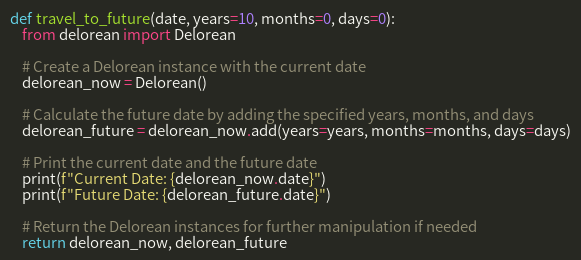 def travel_to_future(date, years=10, months=0, days=0):
from delorean import Delorean
# Create a Delorean instance with the current date
delorean_now = Delorean()
# Calculate the future date by adding the specified years, months, and days
delorean_future = delorean_now.add(years=years, months=months, days=days)
# Print the current date and the future date
print(f"Current Date: {delorean_now.date}")
print(f"Future Date: {delorean_future.date}")
# Return the Delorean instances for further manipulation if needed
return delorean_now, delorean_future